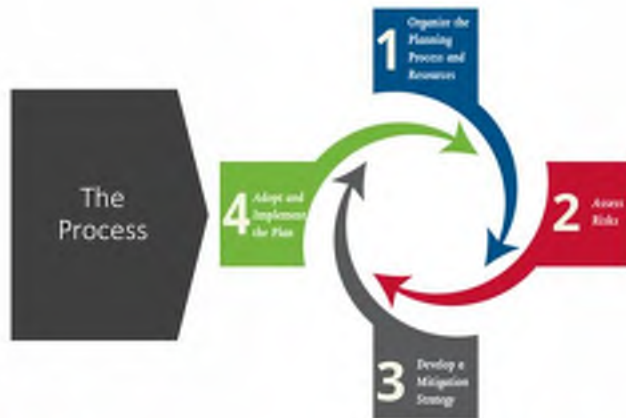 The
Process
1
Organize the
Planning
Process and
Resources
2
Assess
Risks
3
Develop a
Mitigation
Strategy
4
Adopt and
Implement
the Plan